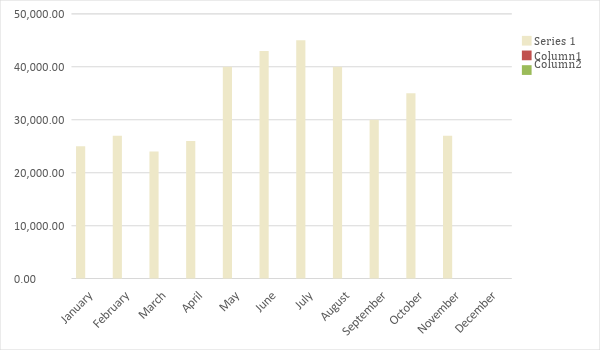 50,000.00
40,000.00
30,000.00
20,000.00
10,000.00
0.00
January
February
March
April
May
June
July
August
September
October
November
December
Series 1
Column1
Column2